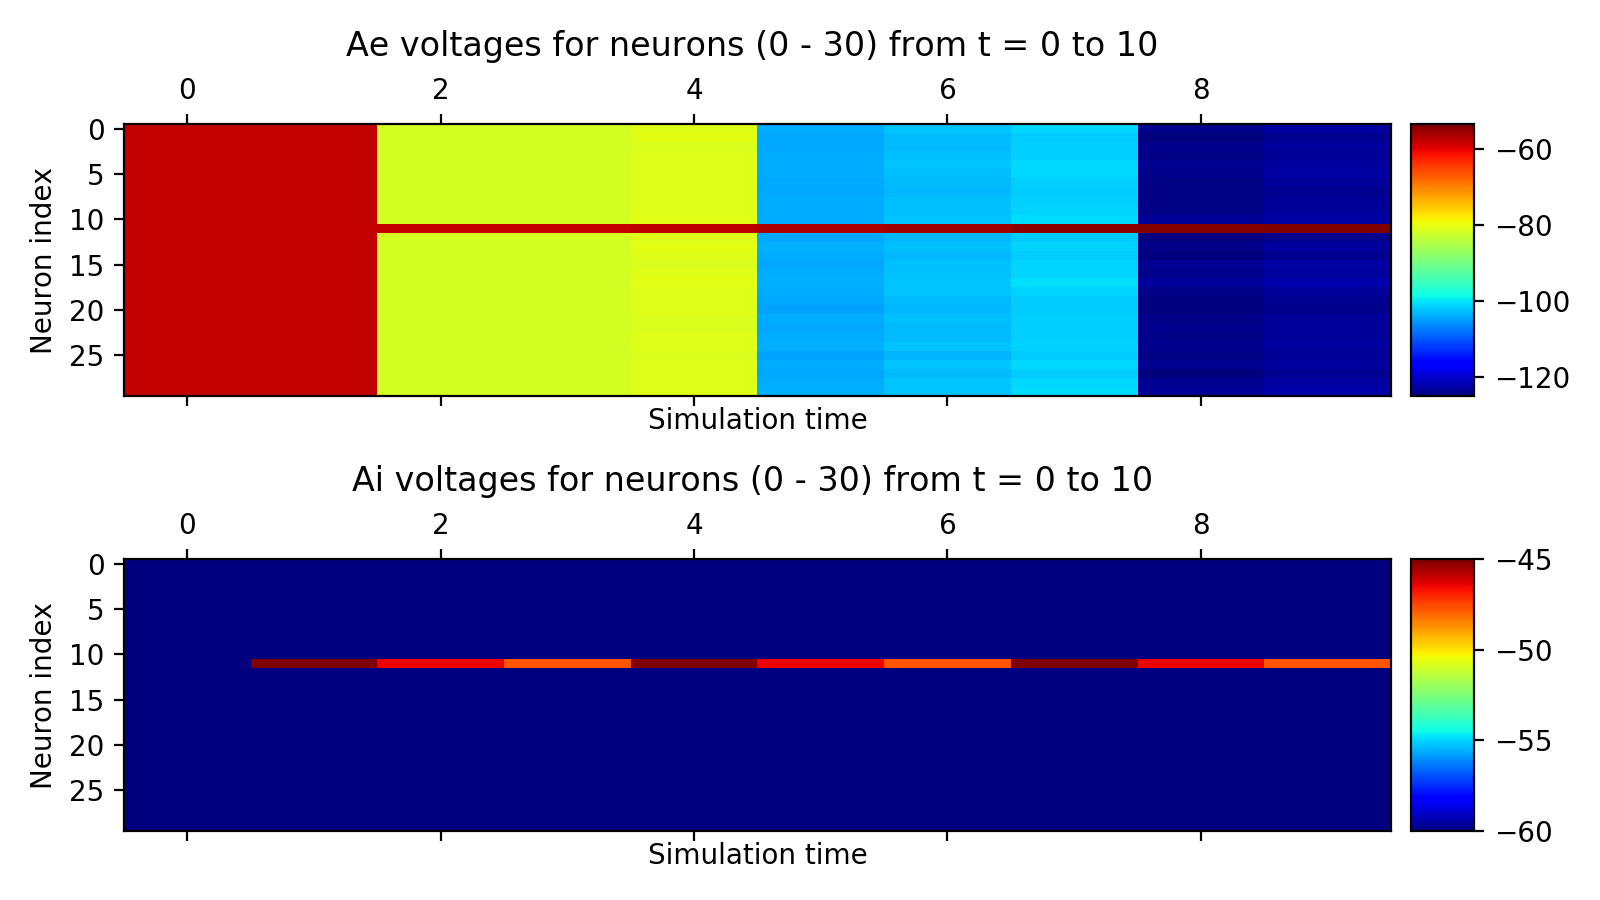 Ae voltages for neurons (0 - 30) from t = 0 to 10
0 2 4 6 8
0
5
10
15
20
25
Neuron index
Simulation time
−60
−80
−100
−120
Ai voltages for neurons (0 - 30) from t = 0 to 10
0 2 4 6 8
0
5
10
15
20
25
Neuron index
Simulation time
−45
−50
−55
−60